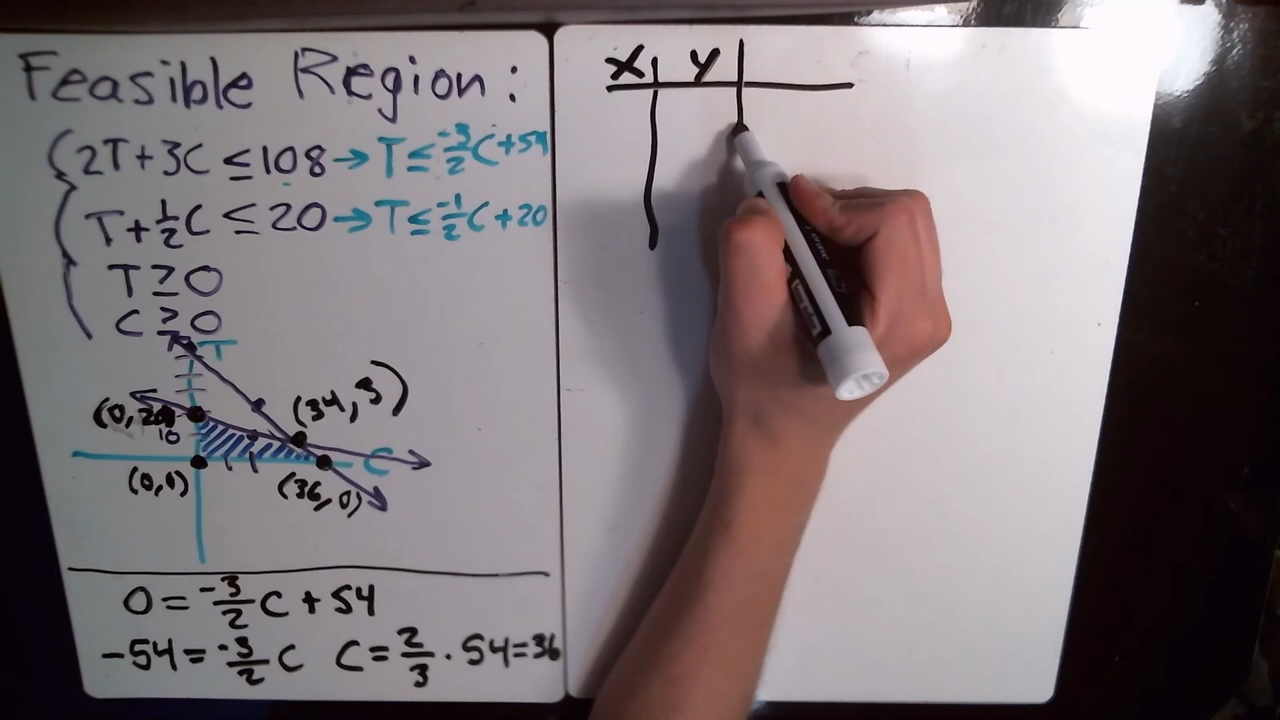 Feasible Region:
2T+3C ≤ 108 → T ≤ -3/2 C + 54
T + 1/2 C ≤ 20 → T ≤ -1/2 C + 20
T ≥ 0
C ≥ 0
T
(34, 3)
(0, 20)
10
C
(0,0)
(36, 0)
0 = -3/2 C + 54
-54 = -3/2 C C = 2/3 · 54 = 36
X Y